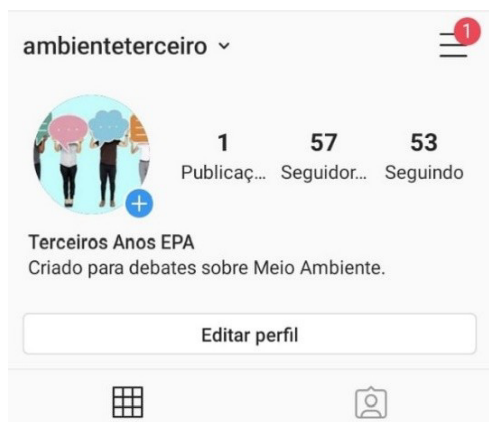 ambienteterceiro
1
1 57 53
Publicaç... Seguidor... Seguindo
Terceiros Anos EPA
Criado para debates sobre Meio Ambiente.
Editar perfil